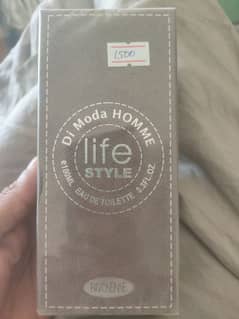 1500
Di Moda HOMME
life
STYLE
e100ML EAU DE TOILETTE 3.3FL.OZ